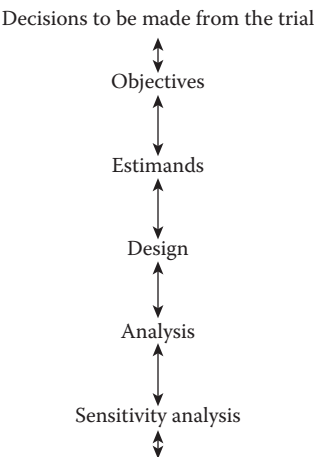 Decisions to be made from the trial
Objectives
Estimands
Design
Analysis
Sensitivity analysis